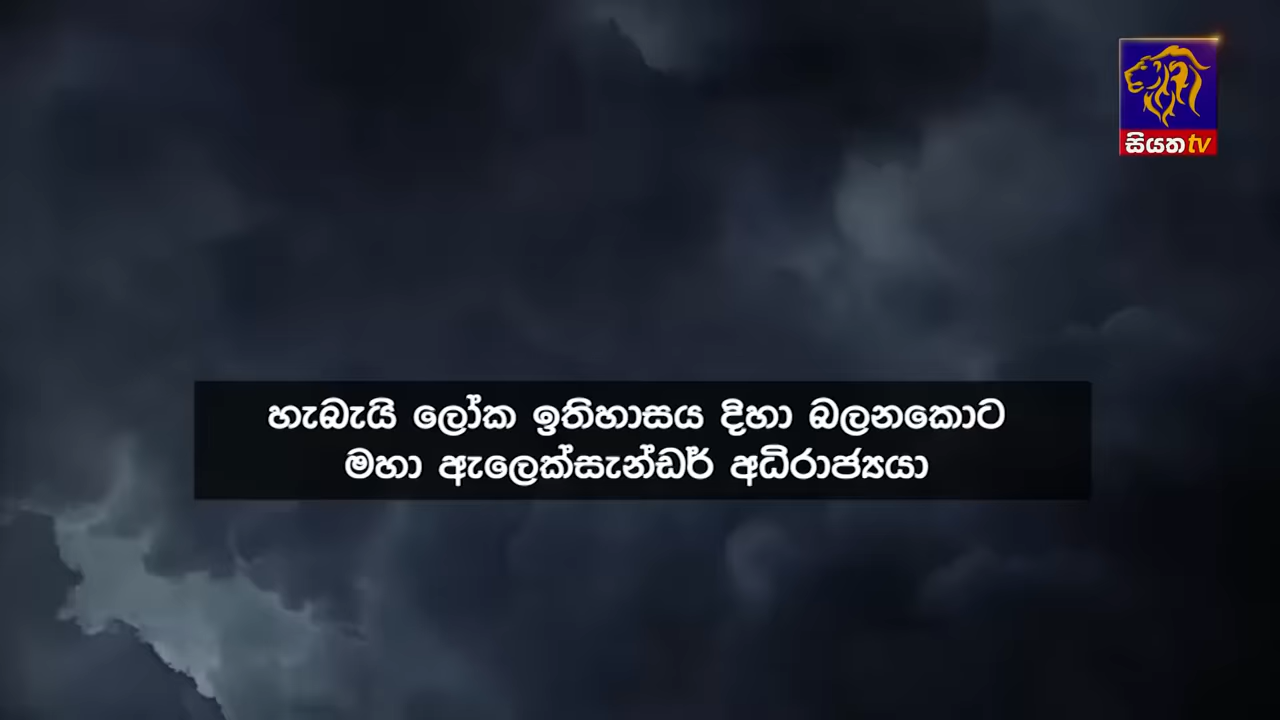 සියත tv
හැබැයි ලෝක ඉතිහාසය දිහා බලනකොට
මහා ඇලෙක්සැන්ඩර් අධිරාජ්‍යයා